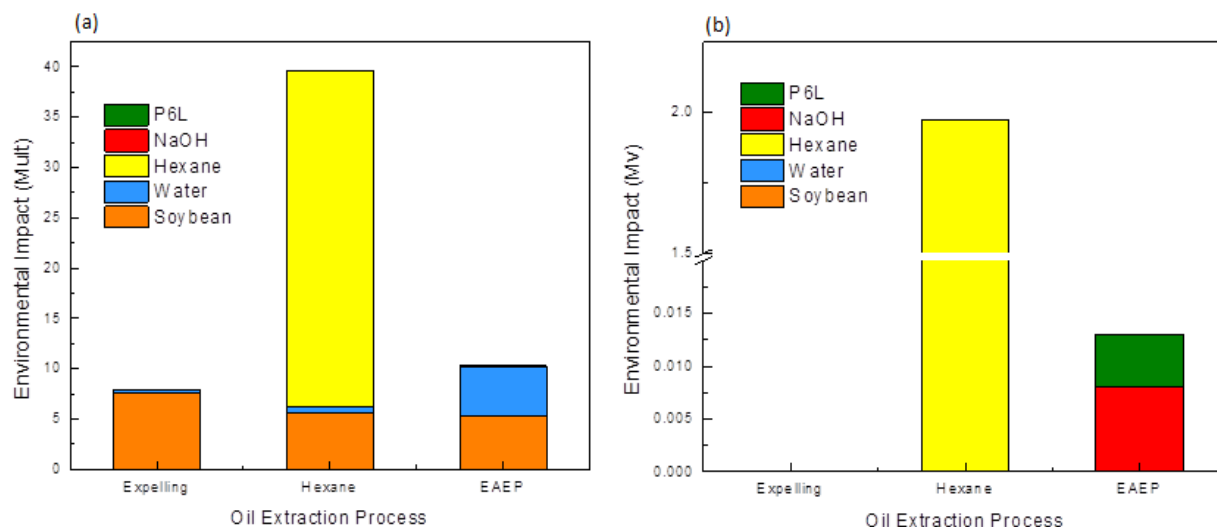 (a)
Environmental Impact (Mult)
40
35
30
25
20
15
10
5
0
P6L
NaOH
Hexane
Water
Soybean
Expelling Hexane EAEP
Oil Extraction Process
(b)
Environmental Impact (Mv)
2.0
1.5
0.015
0.010
0.005
0.000
P6L
NaOH
Hexane
Water
Soybean
Expelling Hexane EAEP
Oil Extraction Process